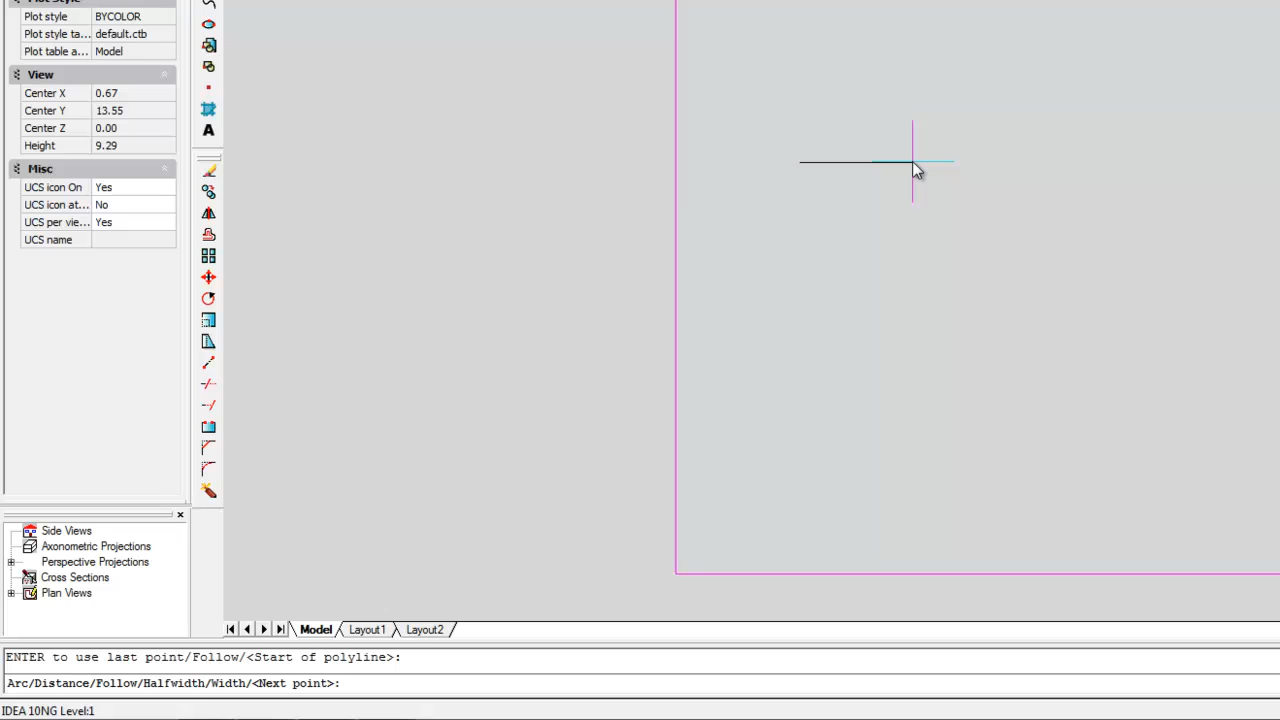 Plot style BYCOLOR
Plot style ta... default.ctb
Plot table a... Model
View
Center X 0.67
Center Y 13.55
Center Z 0.00
Height 9.29
Misc
UCS icon On Yes
UCS icon at... No
UCS per vie... Yes
UCS name
A
Side Views
Axonometric Projections
Perspective Projections
Cross Sections
Plan Views
Model Layout1 Layout2
ENTER to use last point/Follow/<Start of polyline>:
Arc/Distance/Follow/Halfwidth/Width/<Next point>:
IDEA 10NG Level:1